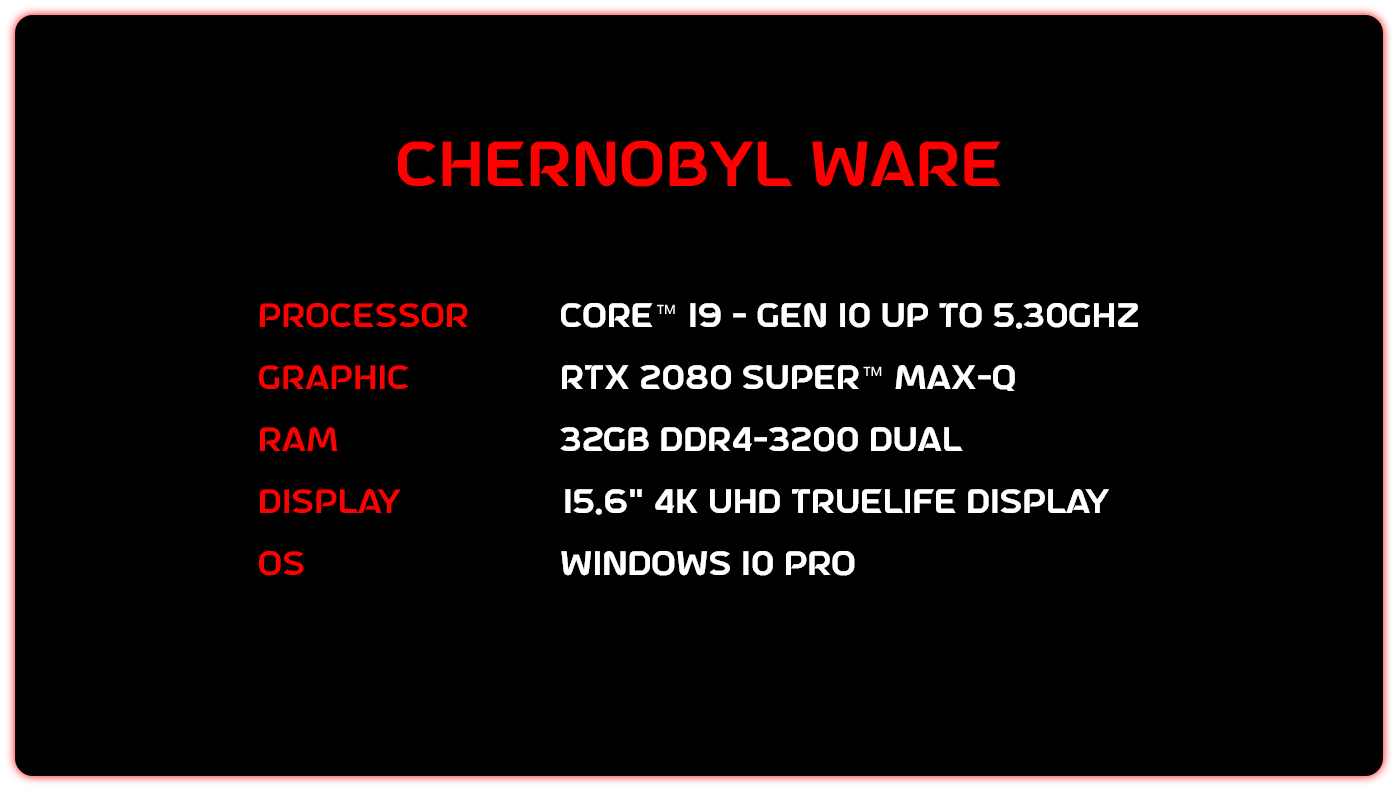 CHERNOBYL WARE
PROCESSOR CORE™ I9 - GEN 10 UP TO 5.30GHZ
GRAPHIC RTX 2080 SUPER™ MAX-Q
RAM 32GB DDR4-3200 DUAL
DISPLAY 15.6" 4K UHD TRUELIFE DISPLAY
OS WINDOWS 10 PRO